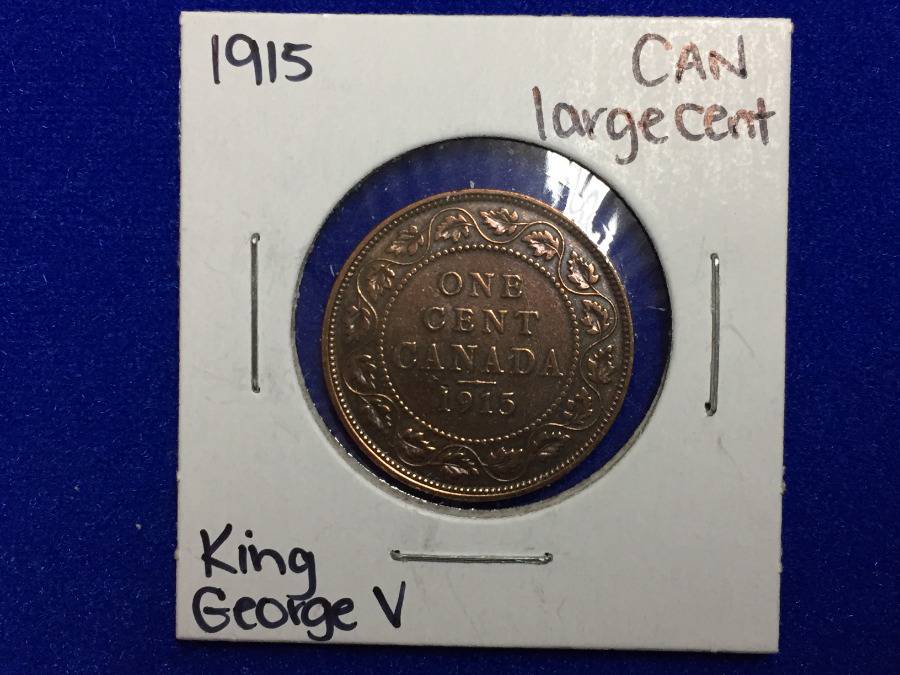 1915
CAN
large cent
ONE
CENT
CANADA
1915
King
George V